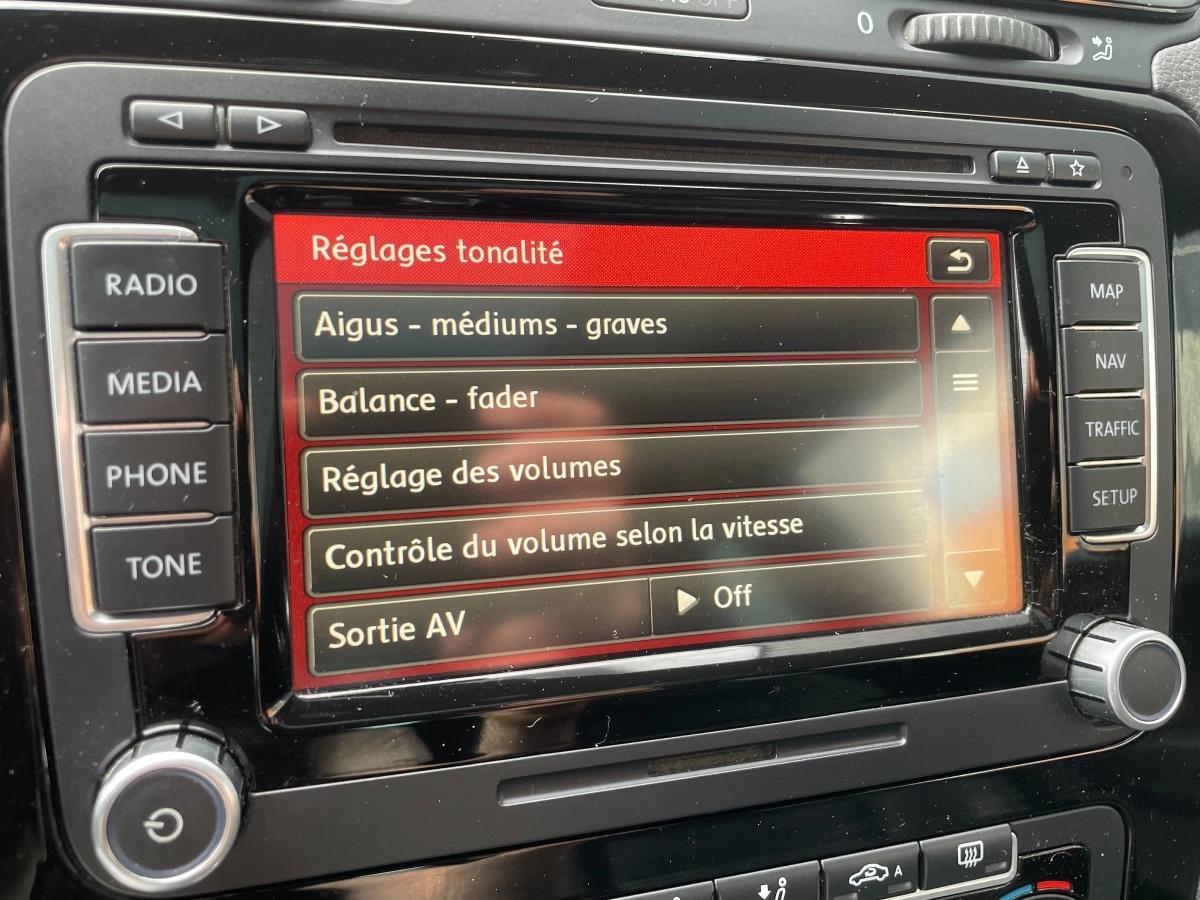 0
Réglages tonalité
Aigus - médiums - graves
Balance - fader
Réglage des volumes
Contrôle du volume selon la vitesse
Sortie AV
Off
RADIO
MEDIA
PHONE
TONE
MAP
NAV
TRAFFIC
SETUP
A